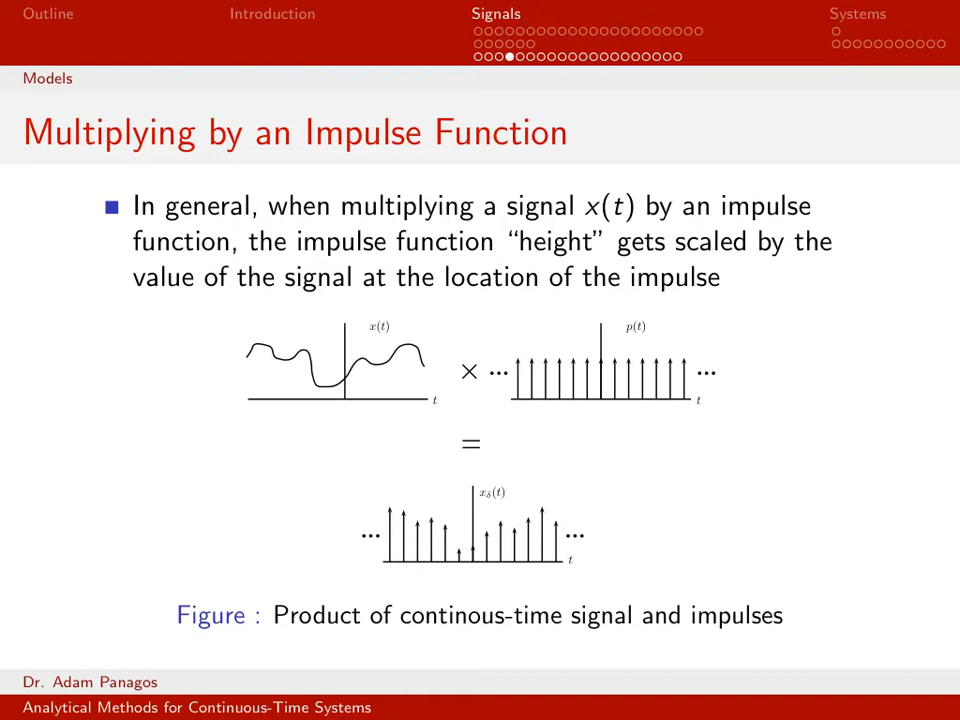 Outline Introduction Signals Systems
Models
Multiplying by an Impulse Function
In general, when multiplying a signal x(t) by an impulse
function, the impulse function “height” gets scaled by the
value of the signal at the location of the impulse
x(t)
t
×
p(t)
t
=
x_δ(t)
t
Figure : Product of continous-time signal and impulses
Dr. Adam Panagos
Analytical Methods for Continuous-Time Systems